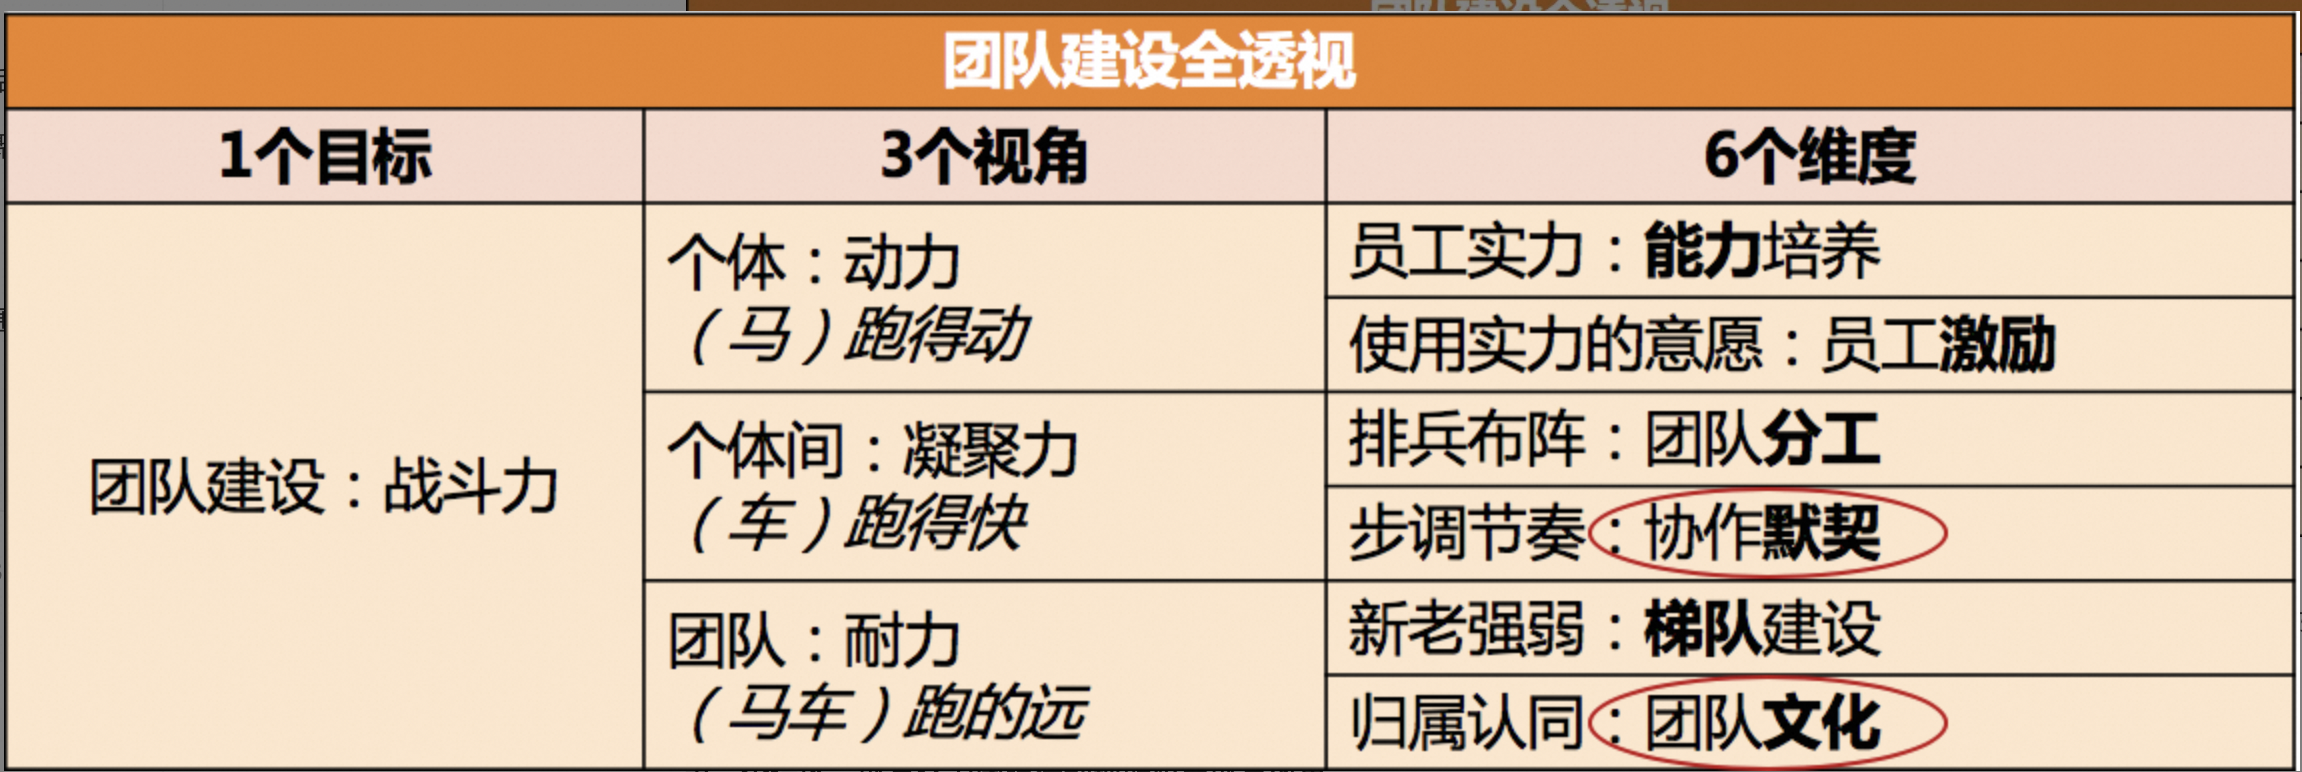 团队建设全透视
1个目标
3个视角
6个维度
团队建设：战斗力
个体：动力
（马）跑得动
员工实力：能力培养
使用实力的意愿：员工激励
个体间：凝聚力
（车）跑得快
排兵布阵：团队分工
步调节奏：协作默契
团队：耐力
（马车）跑的远
新老强弱：梯队建设
归属认同：团队文化